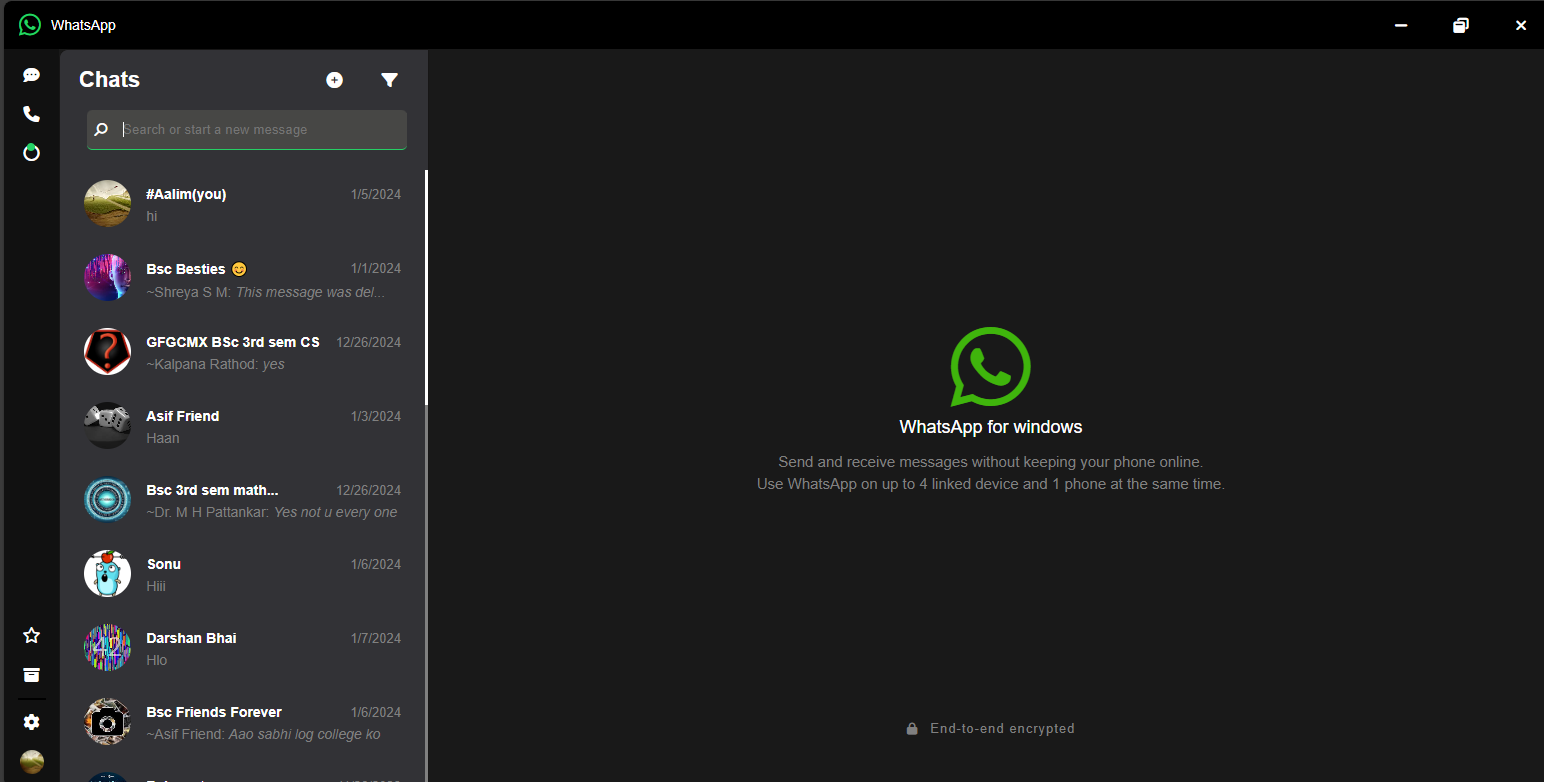 WhatsApp
Chats
Search or start a new message
#Aalim(you) 1/5/2024
hi
Bsc Besties 😊 1/1/2024
~Shreya S M: This message was del...
GFGCMX BSc 3rd sem CS 12/26/2024
~Kalpana Rathod: yes
Asif Friend 1/3/2024
Haan
Bsc 3rd sem math... 12/26/2024
~Dr. M H Pattankar: Yes not u every one
Sonu 1/6/2024
Hiii
Darshan Bhai 1/7/2024
Hlo
Bsc Friends Forever 1/6/2024
~Asif Friend: Aao sabhi log college ko
WhatsApp for windows
Send and receive messages without keeping your phone online.
Use WhatsApp on up to 4 linked device and 1 phone at the same time.
End-to-end encrypted